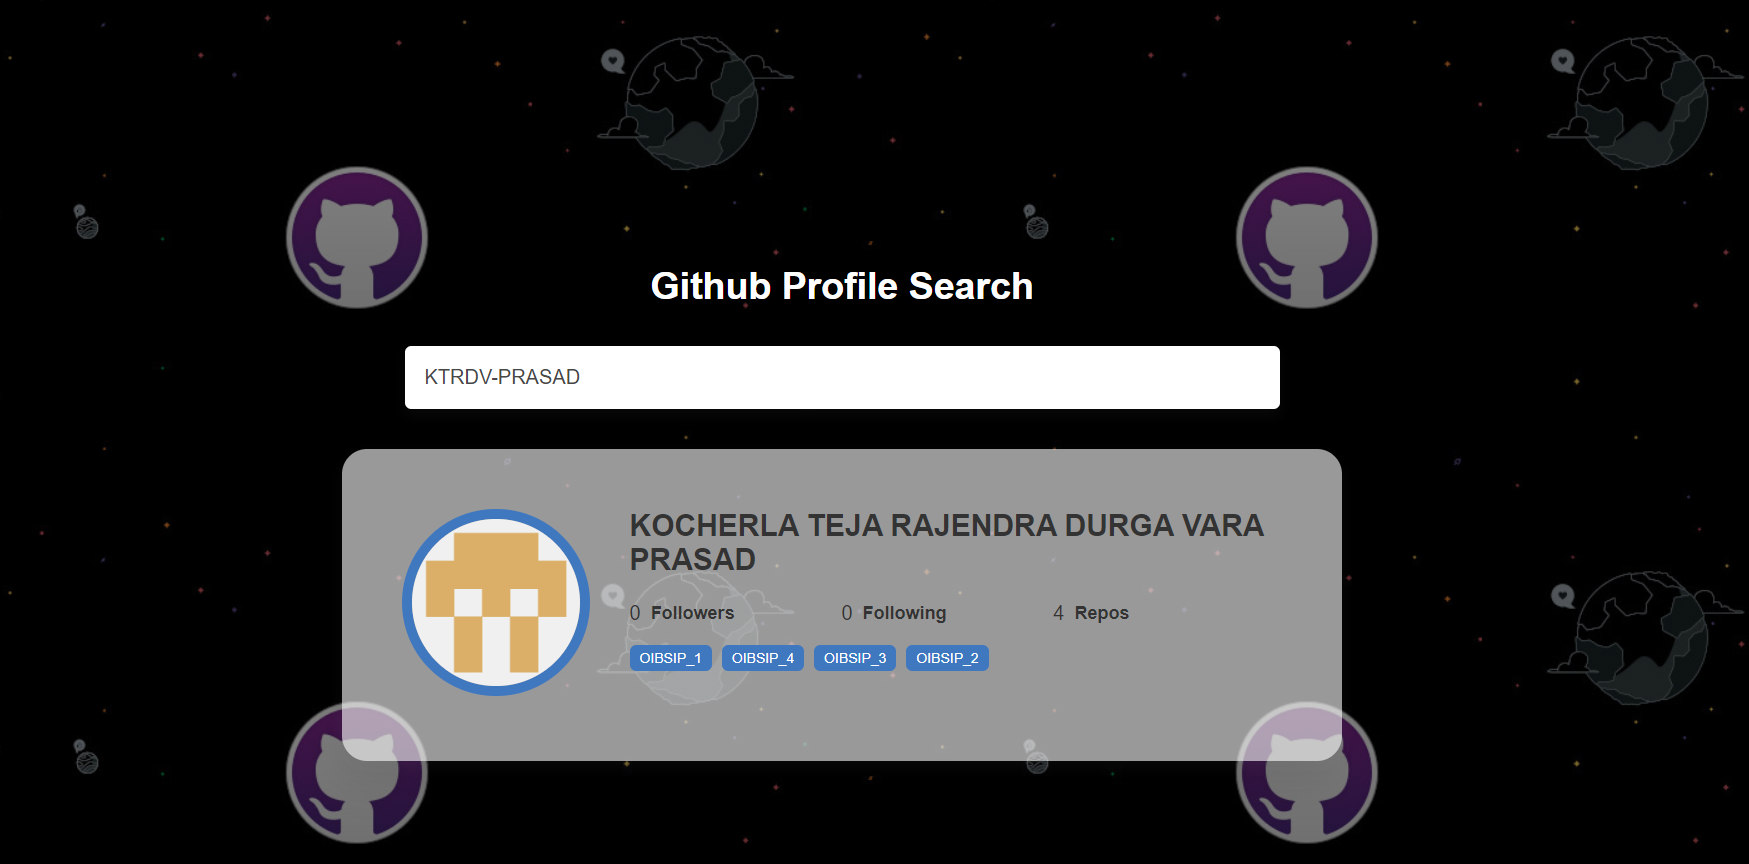 Github Profile Search
KTRDV-PRASAD
KOCHERLA TEJA RAJENDRA DURGA VARA
PRASAD
0 Followers 0 Following 4 Repos
OIBSIP_1 OIBSIP_4 OIBSIP_3 OIBSIP_2